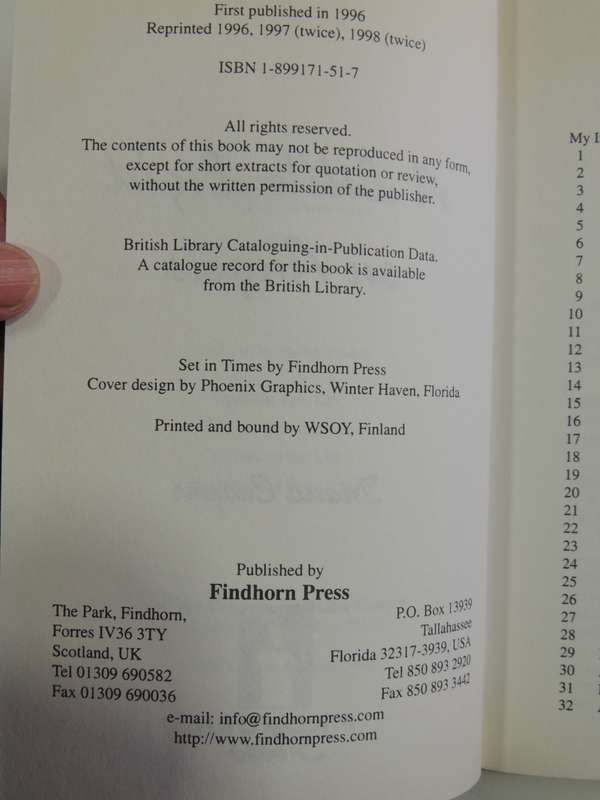 First published in 1996
Reprinted 1996, 1997 (twice), 1998 (twice)
ISBN 1-899171-51-7
All rights reserved.
The contents of this book may not be reproduced in any form,
except for short extracts for quotation or review,
without the written permission of the publisher.
British Library Cataloguing-in-Publication Data.
A catalogue record for this book is available
from the British Library.
Set in Times by Findhorn Press
Cover design by Phoenix Graphics, Winter Haven, Florida
Printed and bound by WSOY, Finland
Published by
Findhorn Press
The Park, Findhorn,
Forres IV36 3TY
Scotland, UK
Tel 01309 690582
Fax 01309 690036
P.O. Box 13939
Tallahassee
Florida 32317-3939, USA
Tel 850 893 2920
Fax 850 893 3442
e-mail: info@findhornpress.com
http://www.findhornpress.com
My
1
2
3
4
5
6
7
8
9
10
11
12
13
14
15
16
17
18
19
20
21
22
23
24
25
26
27
28
29
30
31
32